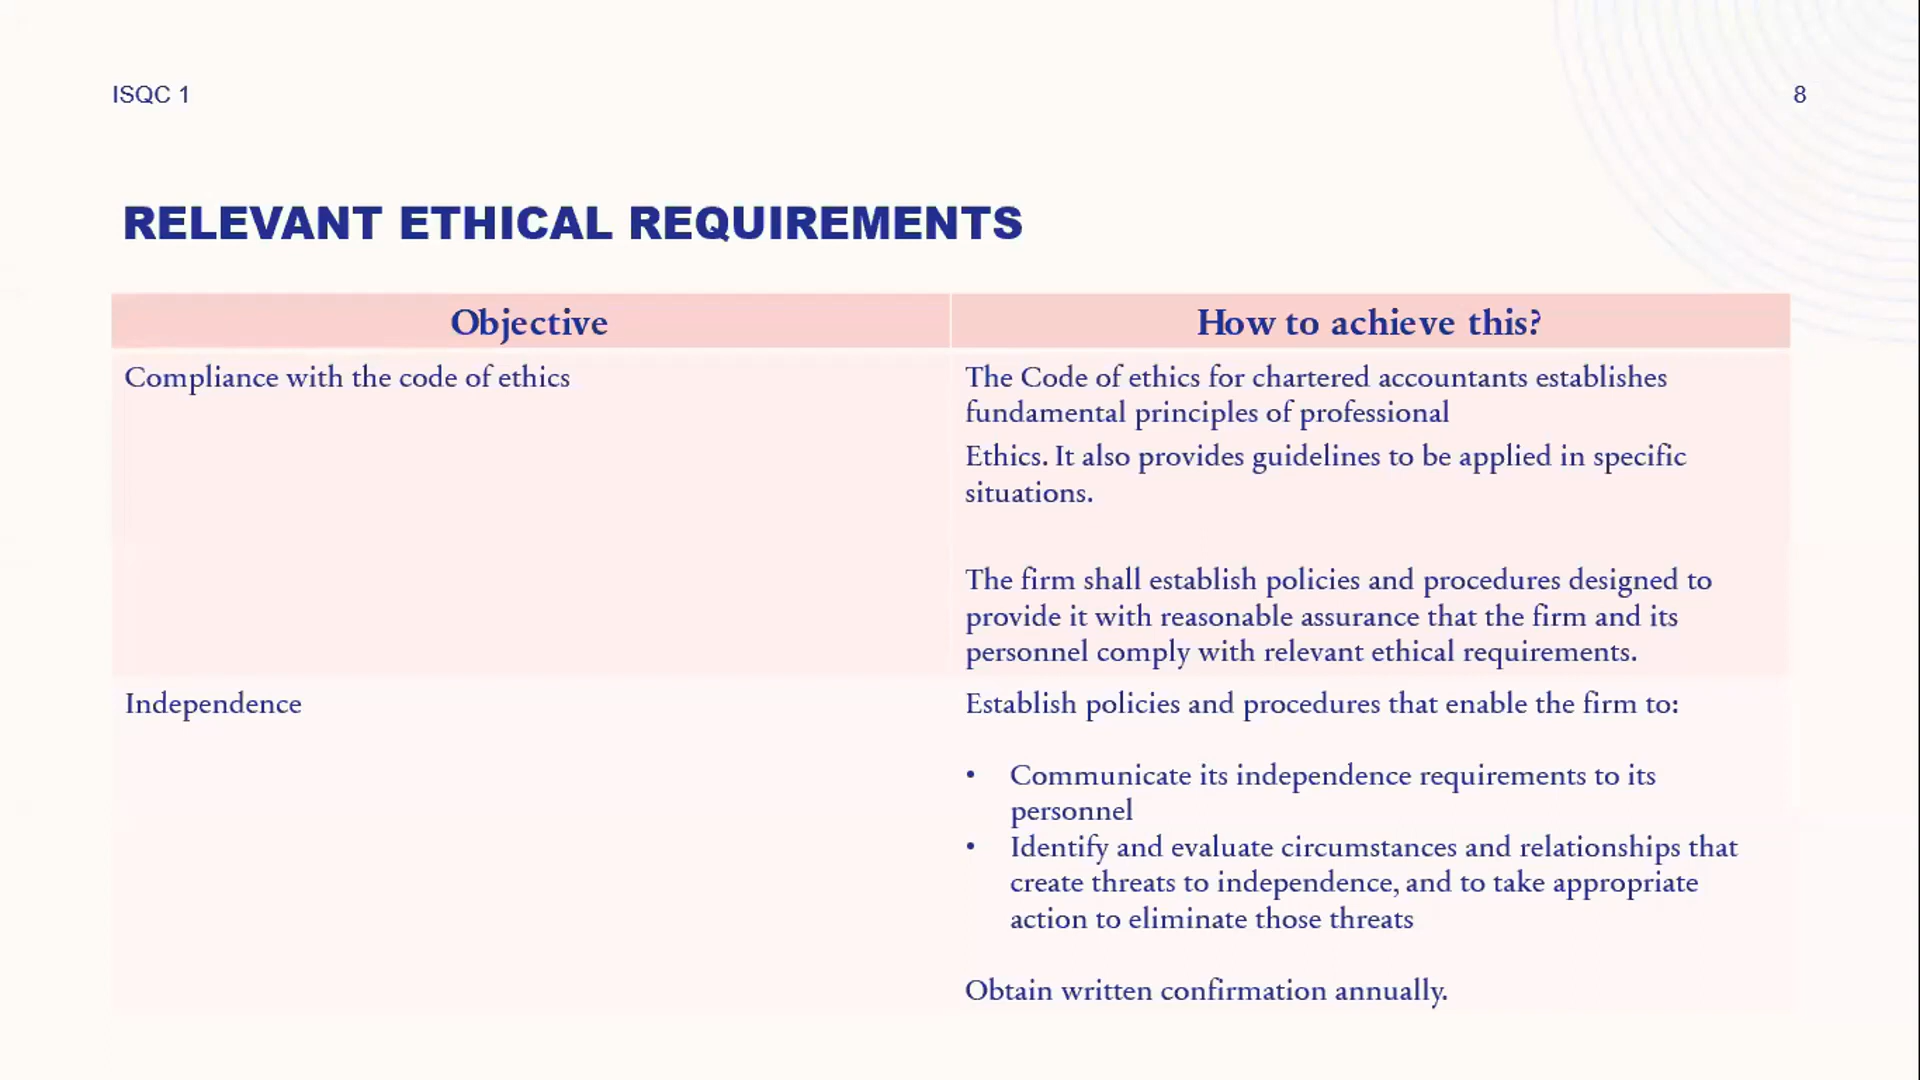 ISQC 1
8
RELEVANT ETHICAL REQUIREMENTS
Objective
How to achieve this?
Compliance with the code of ethics
The Code of ethics for chartered accountants establishes
fundamental principles of professional
Ethics. It also provides guidelines to be applied in specific
situations.
The firm shall establish policies and procedures designed to
provide it with reasonable assurance that the firm and its
personnel comply with relevant ethical requirements.
Independence
Establish policies and procedures that enable the firm to:
• Communicate its independence requirements to its
personnel
• Identify and evaluate circumstances and relationships that
create threats to independence, and to take appropriate
action to eliminate those threats
Obtain written confirmation annually.